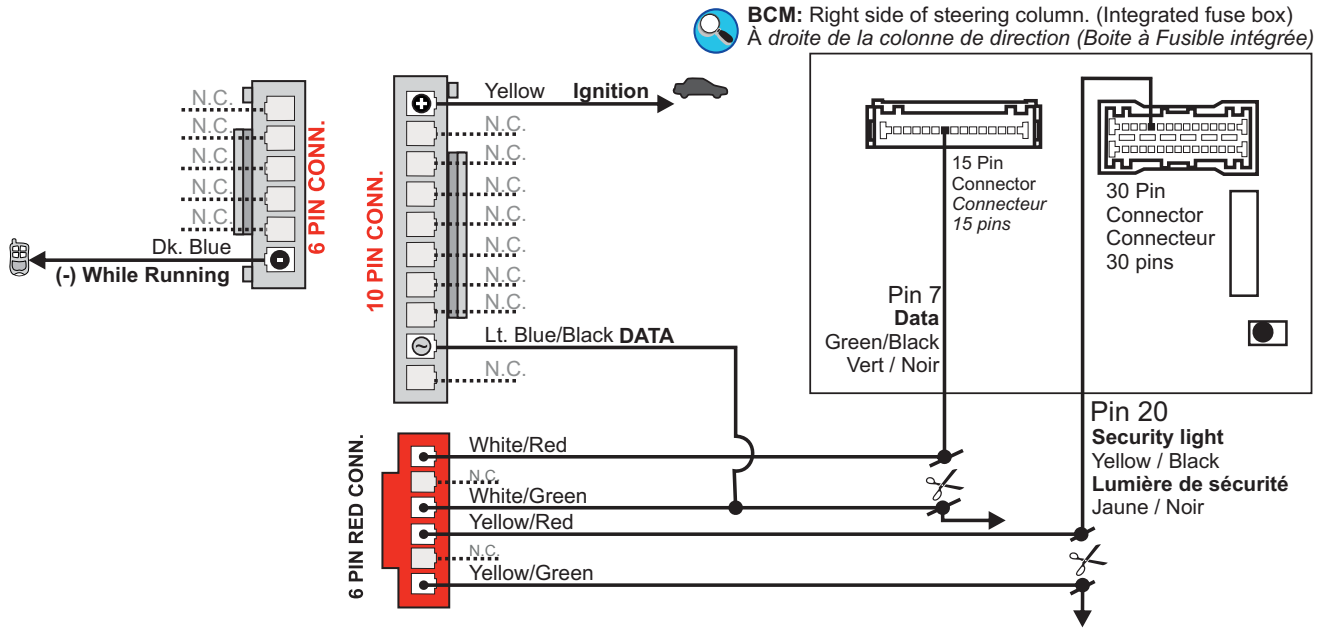 BCM: Right side of steering column. (Integrated fuse box)
À droite de la colonne de direction (Boite à Fusible intégrée)
N.C.
N.C.
N.C.
N.C.
N.C.
Dk. Blue
(-) While Running
6 PIN CONN.
10 PIN CONN.
Yellow Ignition
N.C.
N.C.
N.C.
N.C.
N.C.
N.C.
N.C.
Lt. Blue/Black DATA
N.C.
15 Pin
Connector
Connecteur
15 pins
30 Pin
Connector
Connecteur
30 pins
Pin 7
Data
Green/Black
Vert / Noir
Pin 20
Security light
Yellow / Black
Lumière de sécurité
Jaune / Noir
6 PIN RED CONN.
White/Red
N.C.
White/Green
Yellow/Red
N.C.
Yellow/Green